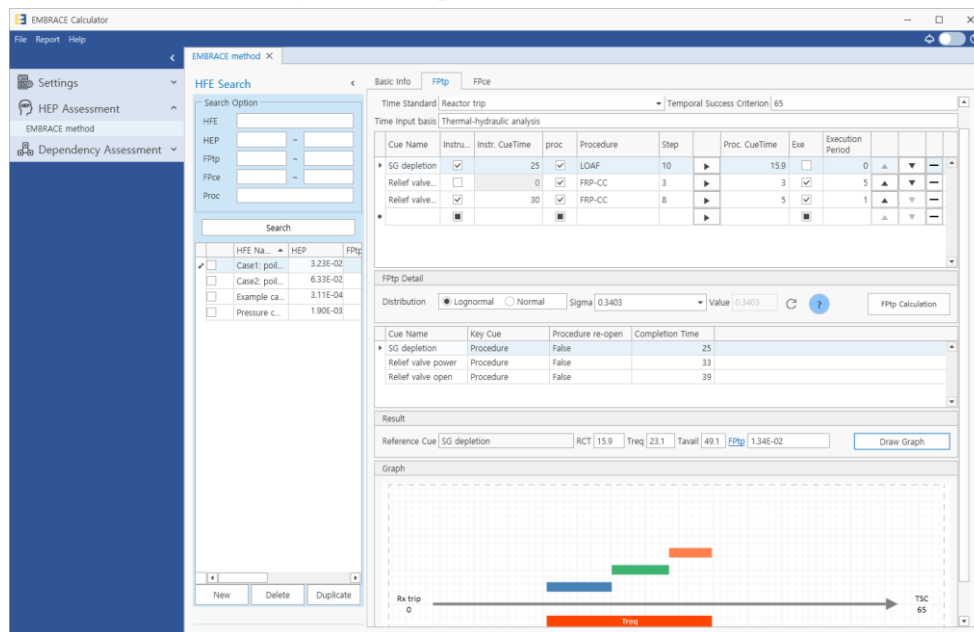 EMBRACE Calculator
File Report Help
EMBRACE method
Settings
HEP Assessment
EMBRACE method
Dependency Assessment
HFE Search
Search Option
HFE
HEP ~
FPtp ~
FPce ~
Proc
Search
HFE Na... HEP FPtp
Case1: poil... 3.23E-02
Case2: poil... 6.33E-02
Example ca... 3.11E-04
Pressure c... 1.90E-03
New Delete Duplicate
Basic Info FPtp FPce
Time Standard Reactor trip Temporal Success Criterion 65
Time Input basis Thermal-hydraulic analysis
Cue Name Instru... Instr. CueTime proc Procedure Step Proc. CueTime Exe Execution Period
SG depletion 25 LOAF 10 15.9 0
Relief valve... 0 FRP-CC 3 3 5
Relief valve... 30 FRP-CC 8 5 1
FPtp Detail
Distribution Lognormal Normal Sigma 0.3403 Value 0.3403 ? FPtp Calculation
Cue Name Key Cue Procedure re-open Completion Time
SG depletion Procedure False 25
Relief valve power Procedure False 33
Relief valve open Procedure False 39
Result
Reference Cue SG depletion RCT 15.9 Treq 23.1 Tavail 49.1 FPtp 1.34E-02 Draw Graph
Graph
Rx trip
0
TSC
65
Treq